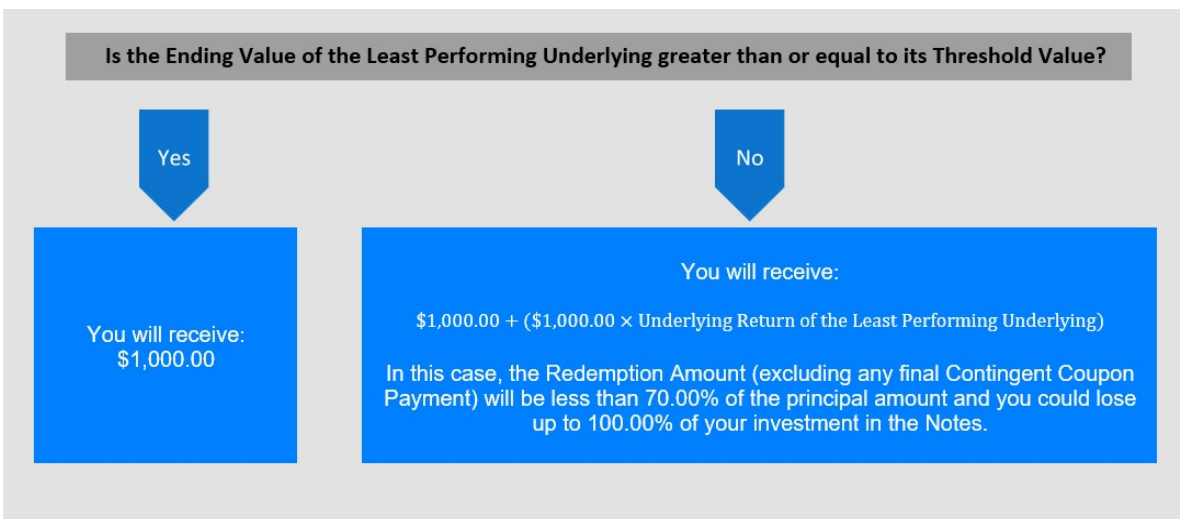 Is the Ending Value of the Least Performing Underlying greater than or equal to its Threshold Value?
Yes
No
You will receive:
$1,000.00
You will receive:
$1,000.00 + ($1,000.00 × Underlying Return of the Least Performing Underlying)
In this case, the Redemption Amount (excluding any final Contingent Coupon
Payment) will be less than 70.00% of the principal amount and you could lose
up to 100.00% of your investment in the Notes.